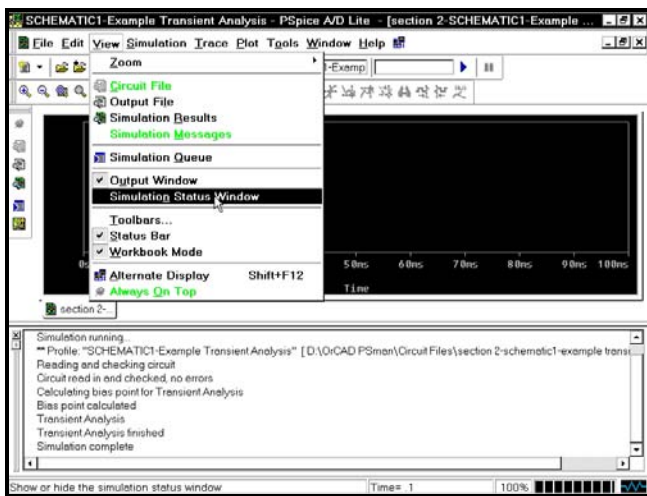 SCHEMATIC1-Example Transient Analysis - PSpice A/D Lite - [section 2-SCHEMATIC1-Example ...
File Edit View Simulation Trace Plot Tools Window Help
Zoom
Circuit File
Output File
Simulation Results
Simulation Messages
Simulation Queue
Output Window
Simulation Status Window
Toolbars...
Status Bar
Workbook Mode
Alternate Display Shift+F12
Always On Top
1-Examp
50ms 60ms 70ms 80ms 90ms 100ms
Time
section 2-...
Simulation running...
** Profile: "SCHEMATIC1-Example Transient Analysis" [ D:\OrCAD PSman\Circuit Files\section 2-schematic1-example trans
Reading and checking circuit
Circuit read in and checked, no errors
Calculating bias point for Transient Analysis
Bias point calculated
Transient Analysis
Transient Analysis finished
Simulation complete
Show or hide the simulation status window Time= .1 100%